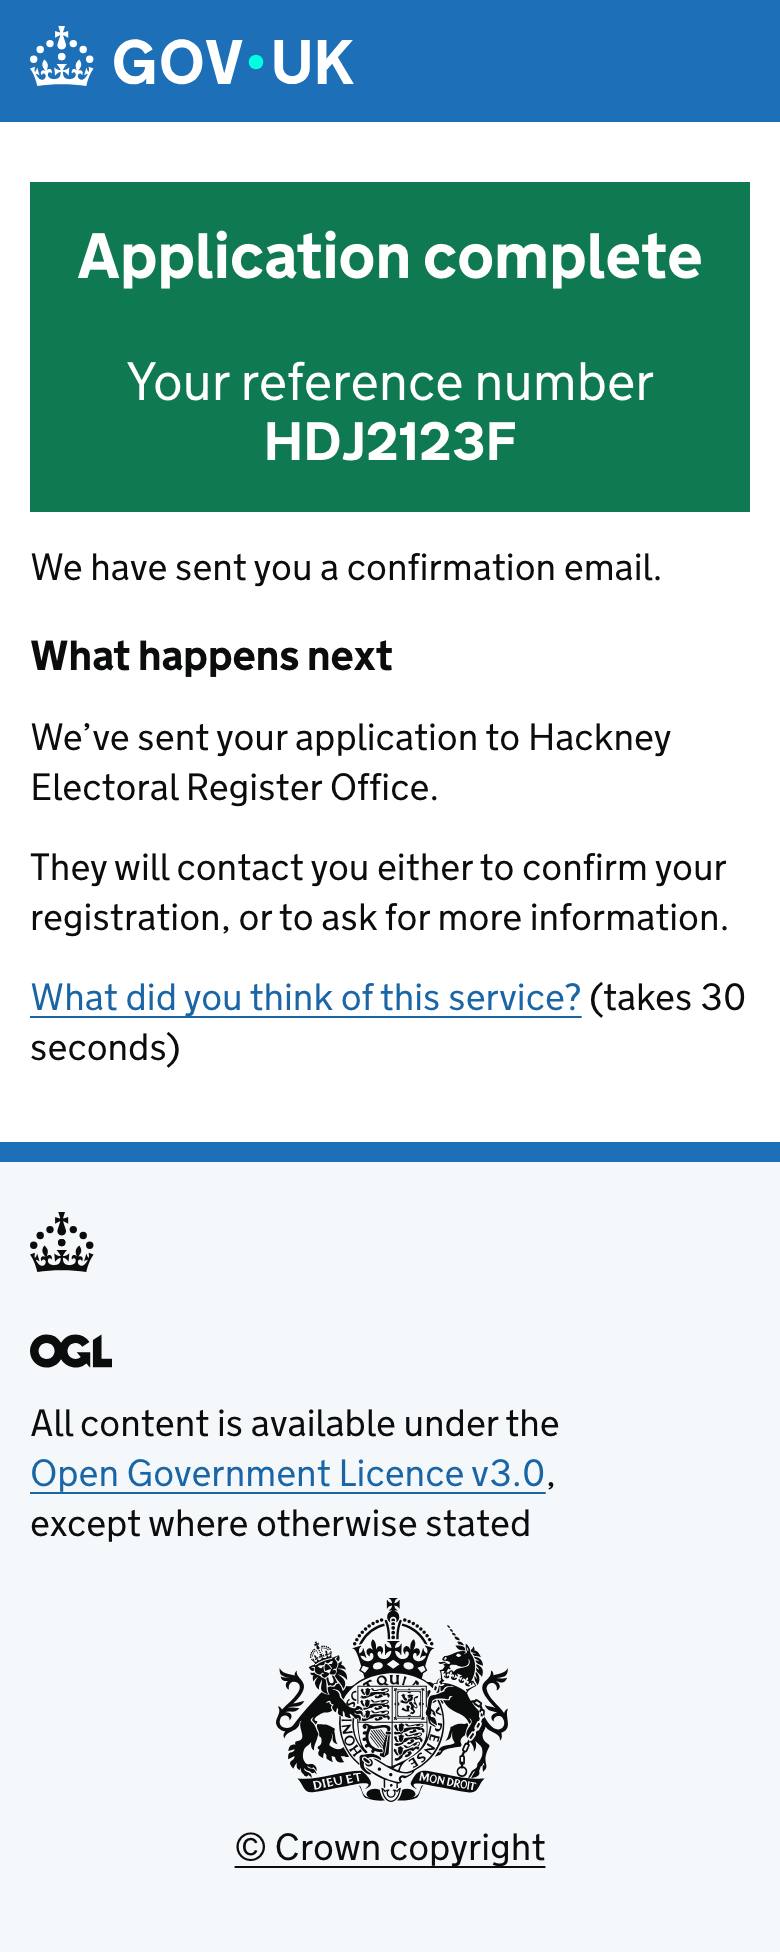 GOV•UK
Application complete
Your reference number
HDJ2123F
We have sent you a confirmation email.
What happens next
We’ve sent your application to Hackney
Electoral Register Office.
They will contact you either to confirm your
registration, or to ask for more information.
What did you think of this service? (takes 30
seconds)
OGL
All content is available under the
Open Government Licence v3.0,
except where otherwise stated
QUI
HONI
PENSE
DIEU ET MON DROIT
© Crown copyright